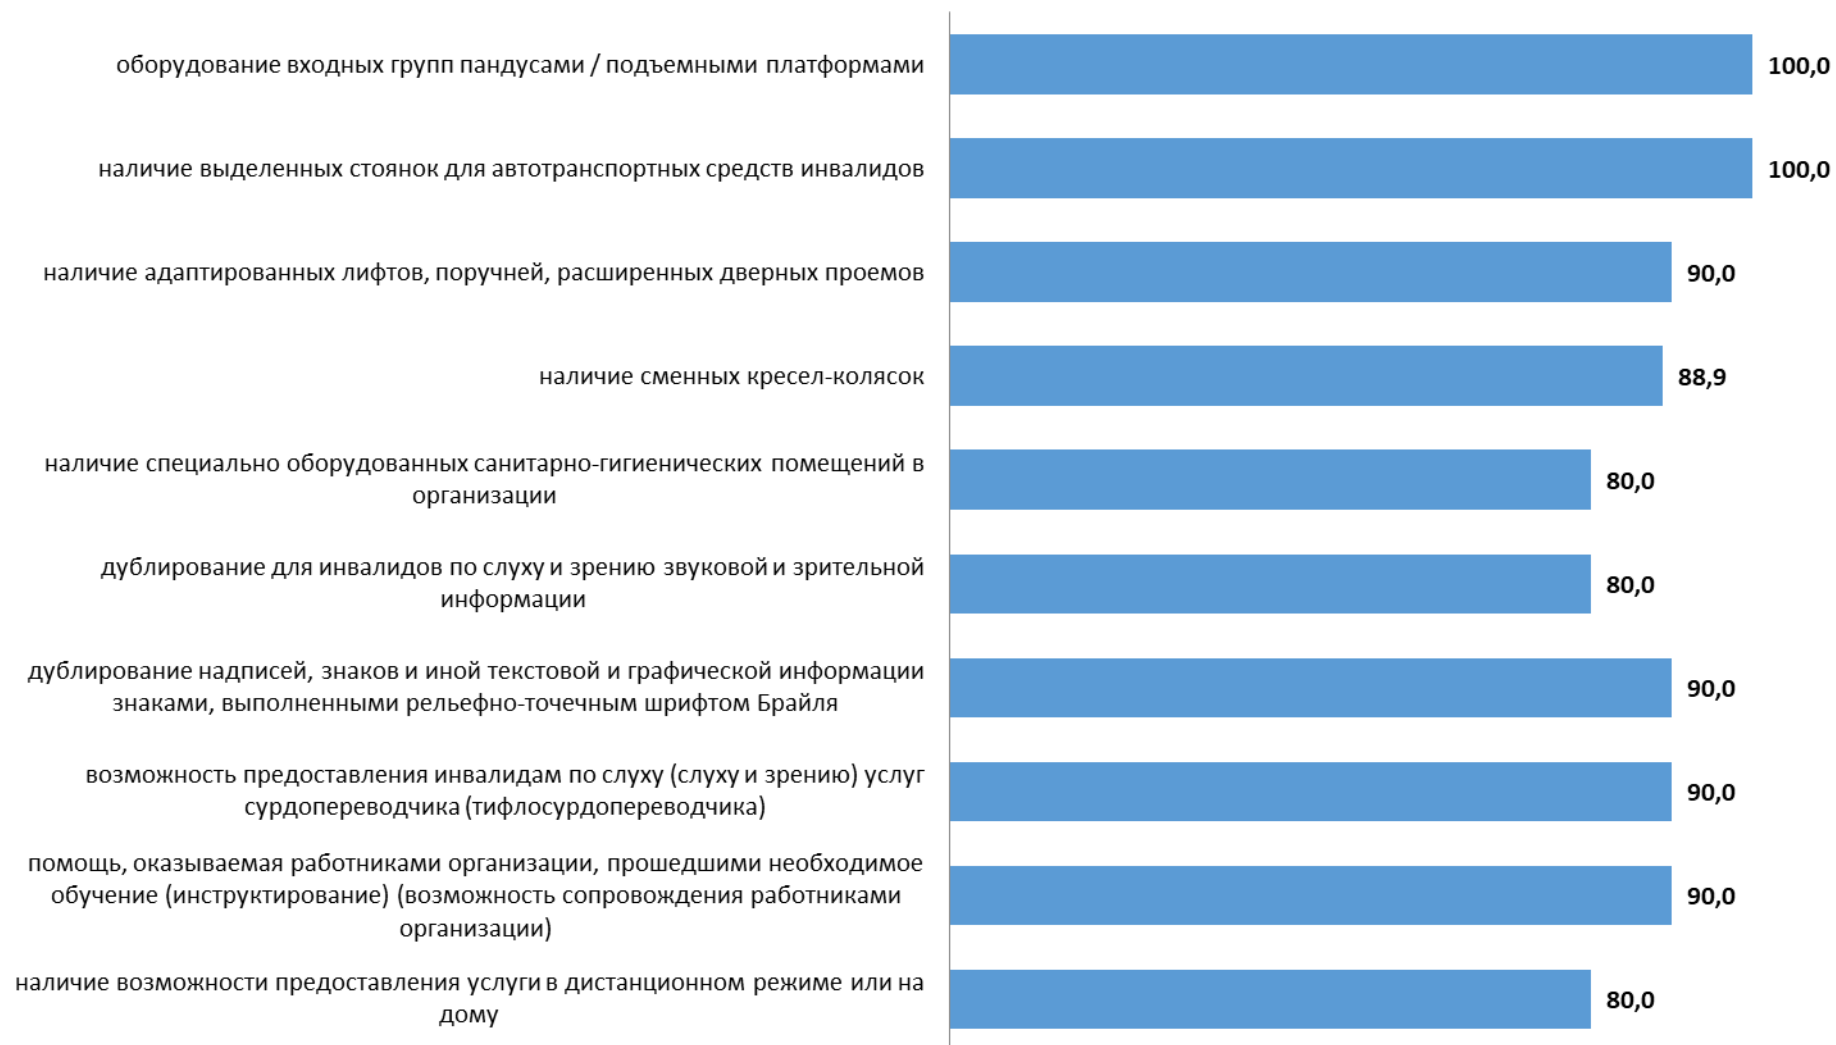 оборудование входных групп пандусами / подъемными платформами
100,0
наличие выделенных стоянок для автотранспортных средств инвалидов
100,0
наличие адаптированных лифтов, поручней, расширенных дверных проемов
90,0
наличие сменных кресел-колясок
88,9
наличие специально оборудованных санитарно-гигиенических помещений в
организации
80,0
дублирование для инвалидов по слуху и зрению звуковой и зрительной
информации
80,0
дублирование надписей, знаков и иной текстовой и графической информации
знаками, выполненными рельефно-точечным шрифтом Брайля
90,0
возможность предоставления инвалидам по слуху (слуху и зрению) услуг
сурдопереводчика (тифлосурдопереводчика)
90,0
помощь, оказываемая работниками организации, прошедшими необходимое
обучение (инструктирование) (возможность сопровождения работниками
организации)
90,0
наличие возможности предоставления услуги в дистанционном режиме или на
дому
80,0